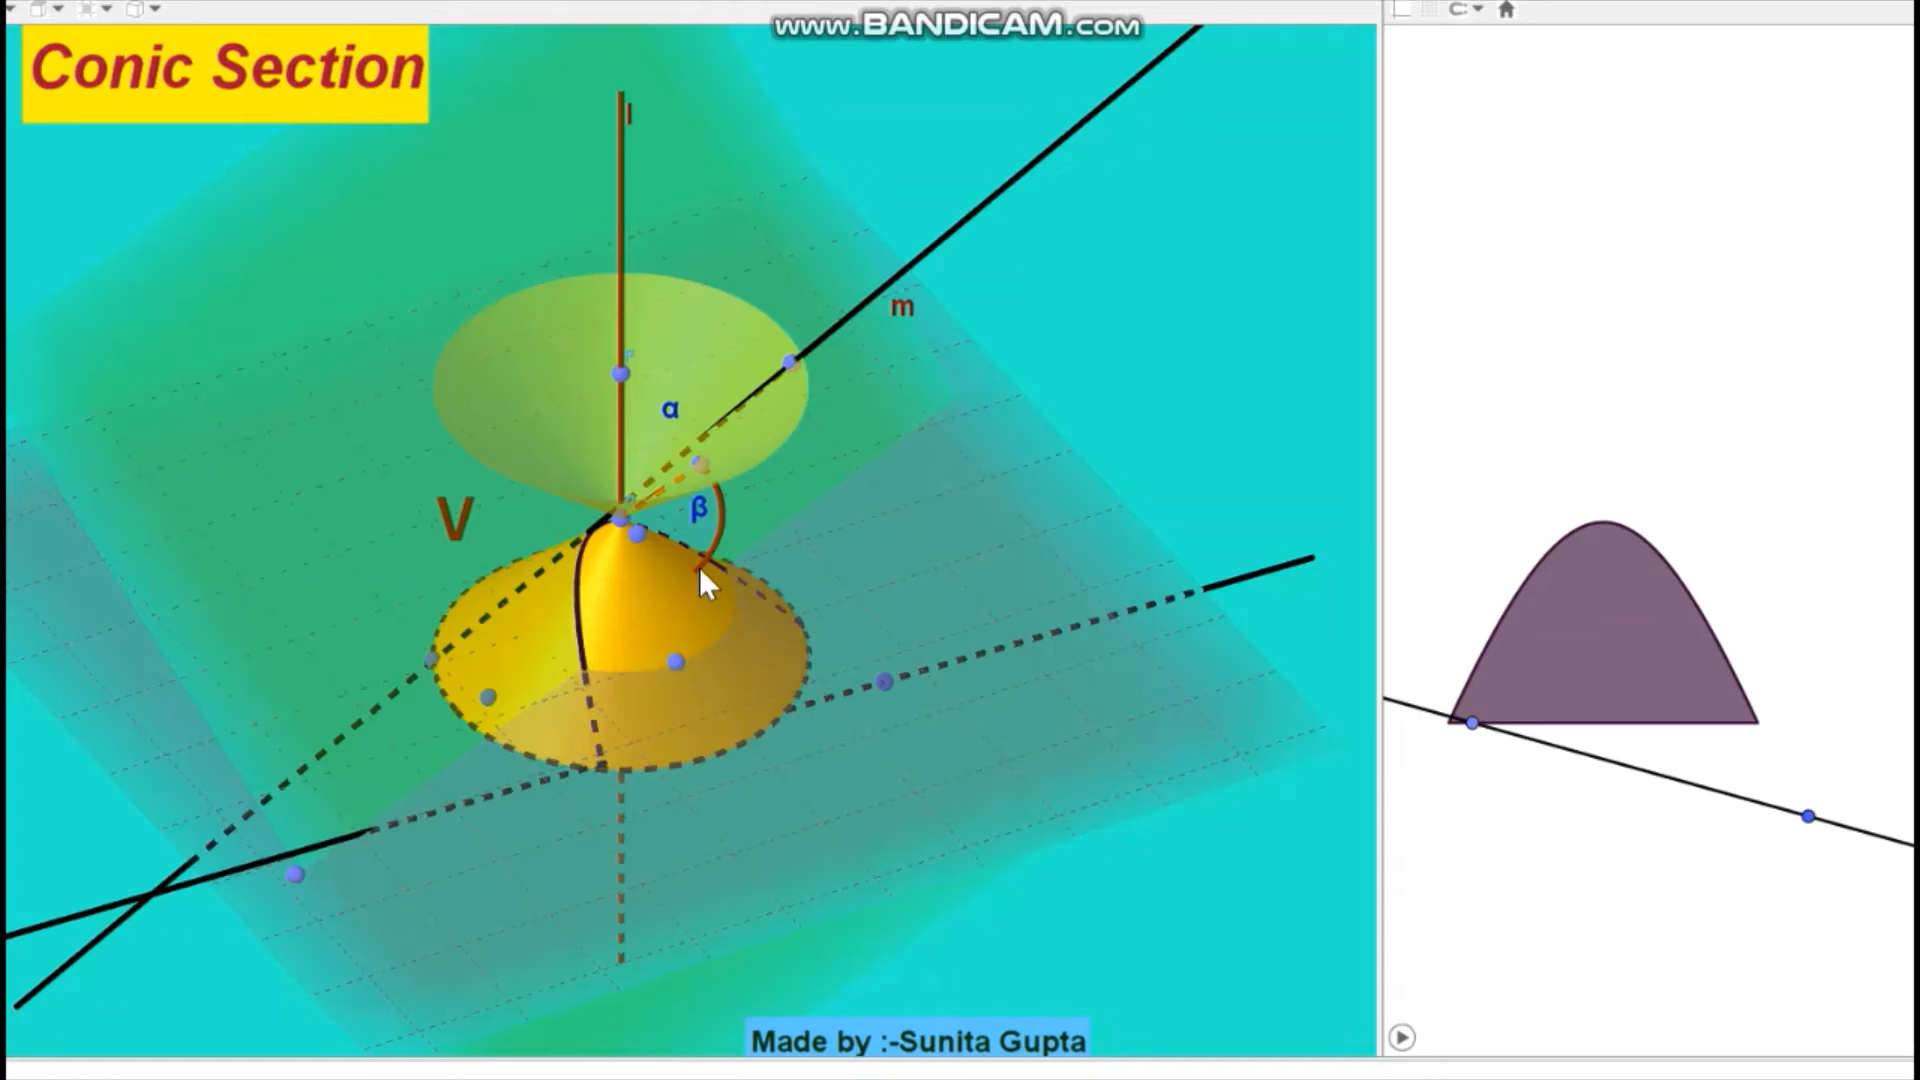 www.BANDICAM.com
Conic Section
l
m
α
β
V
Made by :-Sunita Gupta